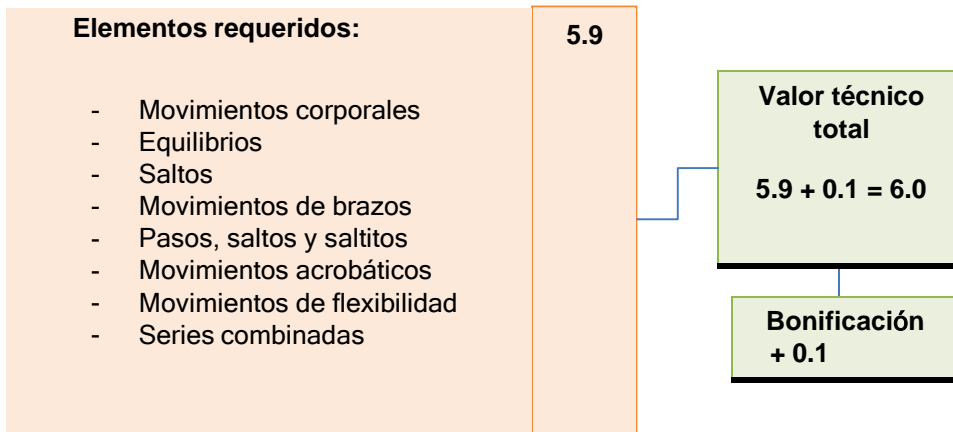 Elementos requeridos:
5.9
- Movimientos corporales
- Equilibrios
- Saltos
- Movimientos de brazos
- Pasos, saltos y saltitos
- Movimientos acrobáticos
- Movimientos de flexibilidad
- Series combinadas
Valor técnico
total
5.9 + 0.1 = 6.0
Bonificación
+ 0.1